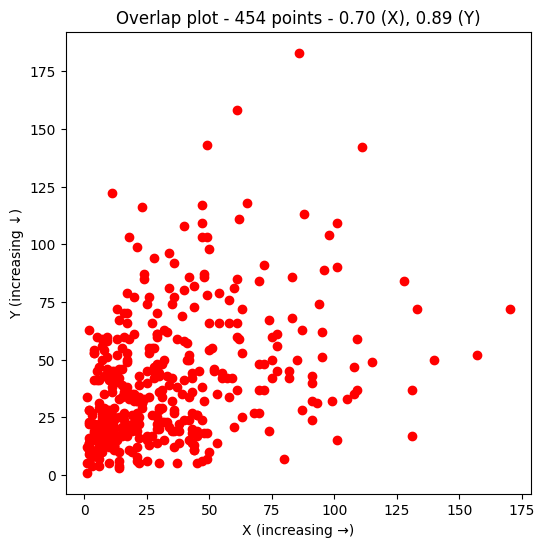 Overlap plot - 454 points - 0.70 (X), 0.89 (Y)
175
150
125
100
75
50
25
0
Y (increasing ↓)
0 25 50 75 100 125 150 175
X (increasing →)